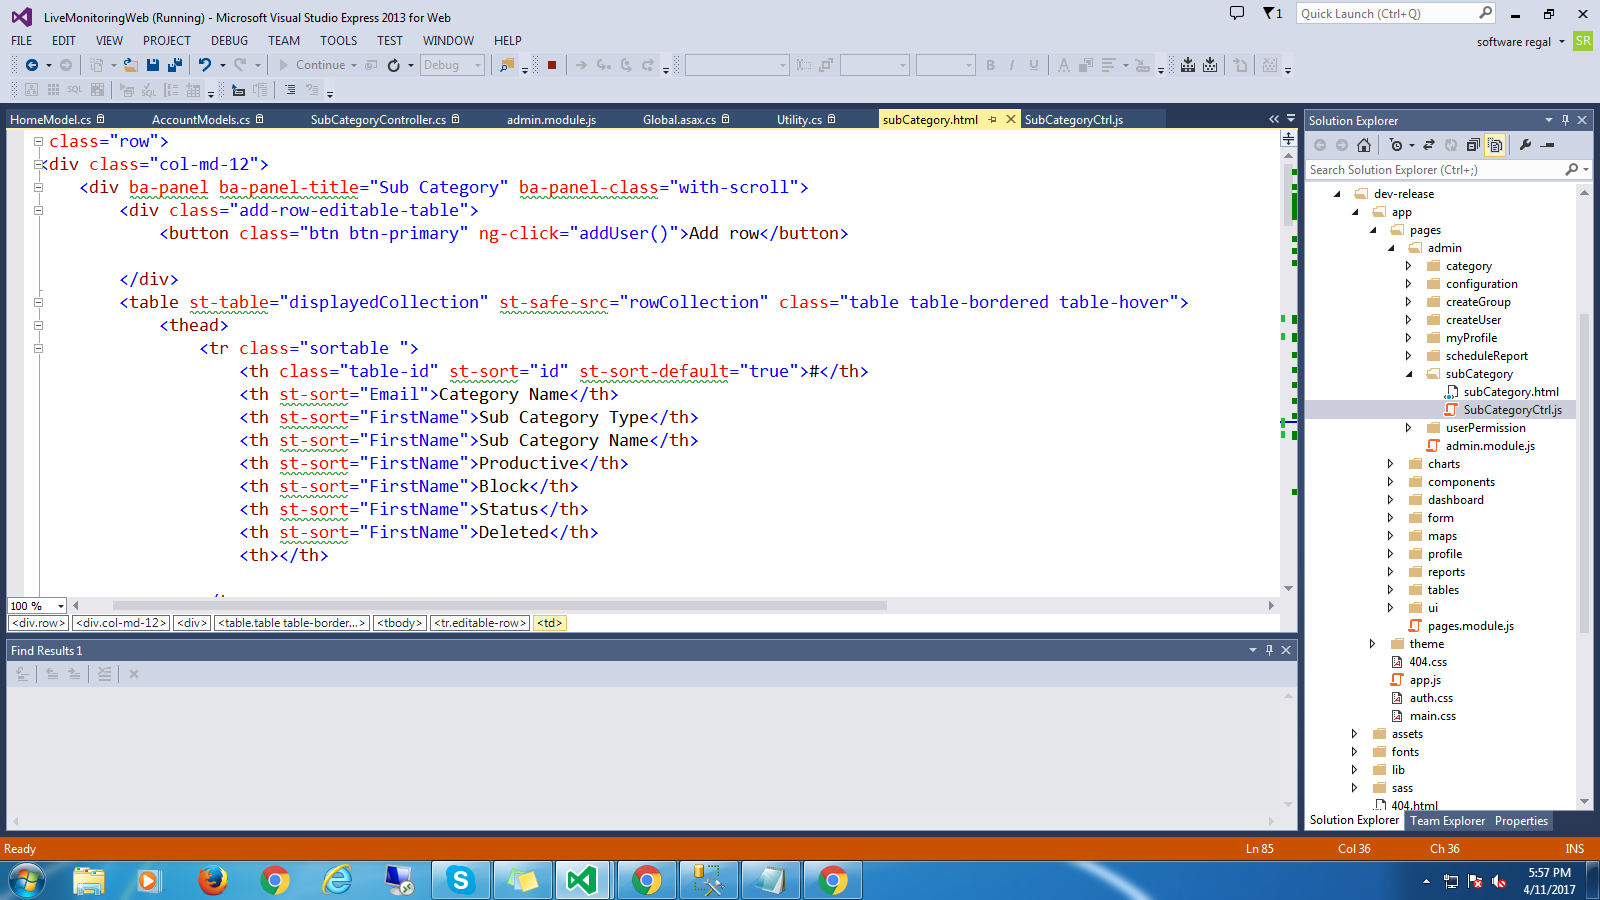 LiveMonitoringWeb (Running) - Microsoft Visual Studio Express 2013 for Web
1
Quick Launch (Ctrl+Q)
FILE EDIT VIEW PROJECT DEBUG TEAM TOOLS TEST WINDOW HELP
software regal SR
Continue Debug
SQL
HomeModel.cs AccountModels.cs SubCategoryController.cs admin.module.js Global.asax.cs Utility.cs subCategory.html SubCategoryCtrl.js
class="row">
<div class="col-md-12">
<div ba-panel ba-panel-title="Sub Category" ba-panel-class="with-scroll">
<div class="add-row-editable-table">
<button class="btn btn-primary" ng-click="addUser()">Add row</button>
</div>
<table st-table="displayedCollection" st-safe-src="rowCollection" class="table table-bordered table-hover">
<thead>
<tr class="sortable ">
<th class="table-id" st-sort="id" st-sort-default="true">#</th>
<th st-sort="Email">Category Name</th>
<th st-sort="FirstName">Sub Category Type</th>
<th st-sort="FirstName">Sub Category Name</th>
<th st-sort="FirstName">Productive</th>
<th st-sort="FirstName">Block</th>
<th st-sort="FirstName">Status</th>
<th st-sort="FirstName">Deleted</th>
<th></th>
100 %
<div.row> <div.col-md-12> <div> <table.table table-border...> <tbody> <tr.editable-row> <td>
Find Results 1
Solution Explorer
Search Solution Explorer (Ctrl+;)
dev-release
app
pages
admin
category
configuration
createGroup
createUser
myProfile
scheduleReport
subCategory
subCategory.html
SubCategoryCtrl.js
userPermission
admin.module.js
charts
components
dashboard
form
maps
profile
reports
tables
ui
pages.module.js
theme
404.css
app.js
auth.css
main.css
assets
fonts
lib
sass
404.html
Solution Explorer Team Explorer Properties
Ready Ln 85 Col 36 Ch 36 INS
5:57 PM
4/11/2017